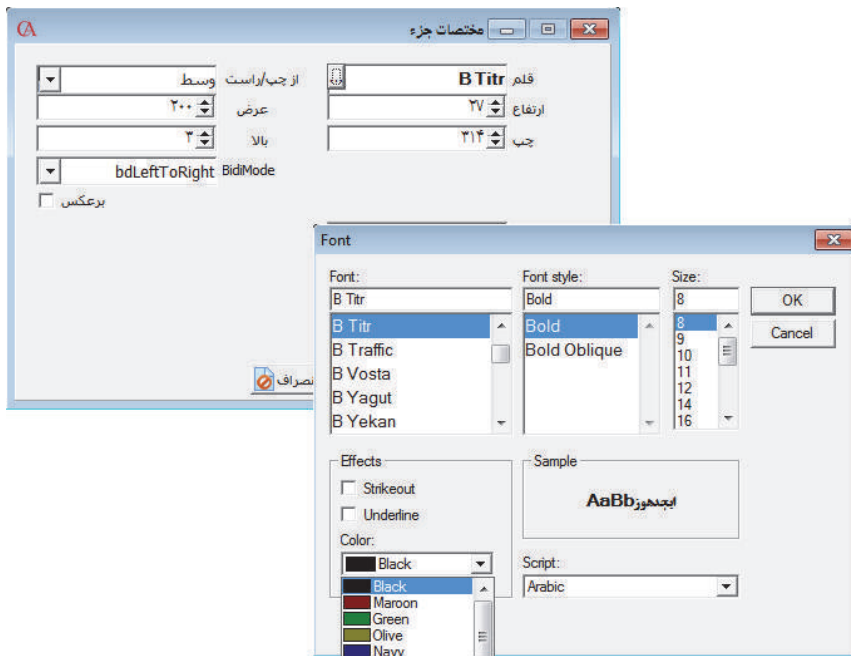 CA
مختصات جزء
قلم B Titr
از چپ/راست وسط
ارتفاع ۲۷
عرض ۲۰۰
چپ ۳۱۴
بالا ۳
BidiMode bdLeftToRight
برعکس
نصراف
Font
Font:
B Titr
B Titr
B Traffic
B Vosta
B Yagut
B Yekan
Font style:
Bold
Bold
Bold Oblique
Size:
8
8
9
10
11
12
14
16
OK
Cancel
Effects
Strikeout
Underline
Color:
Black
Black
Maroon
Green
Olive
Navy
Sample
AaBbابجدهوز
Script:
Arabic